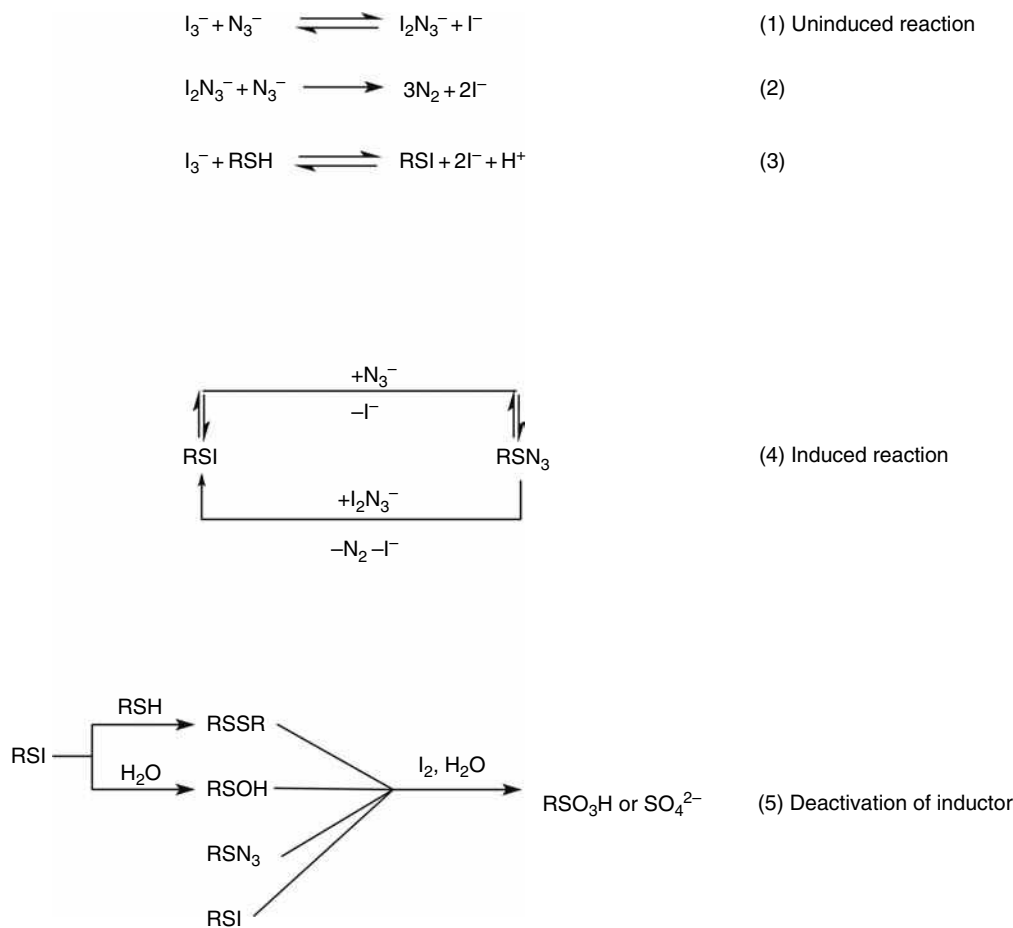 I₃⁻ + N₃⁻ ⇌ I₂N₃⁻ + I⁻ (1) Uninduced reaction
I₂N₃⁻ + N₃⁻ → 3N₂ + 2I⁻ (2)
I₃⁻ + RSH ⇌ RSI + 2I⁻ + H⁺ (3)
+N₃⁻
–I⁻
RSI RSN₃ (4) Induced reaction
+I₂N₃⁻
–N₂ –I⁻
RSH
RSSR
RSI
H₂O
RSOH
I₂, H₂O
RSO₃H or SO₄²⁻ (5) Deactivation of inductor
RSN₃
RSI